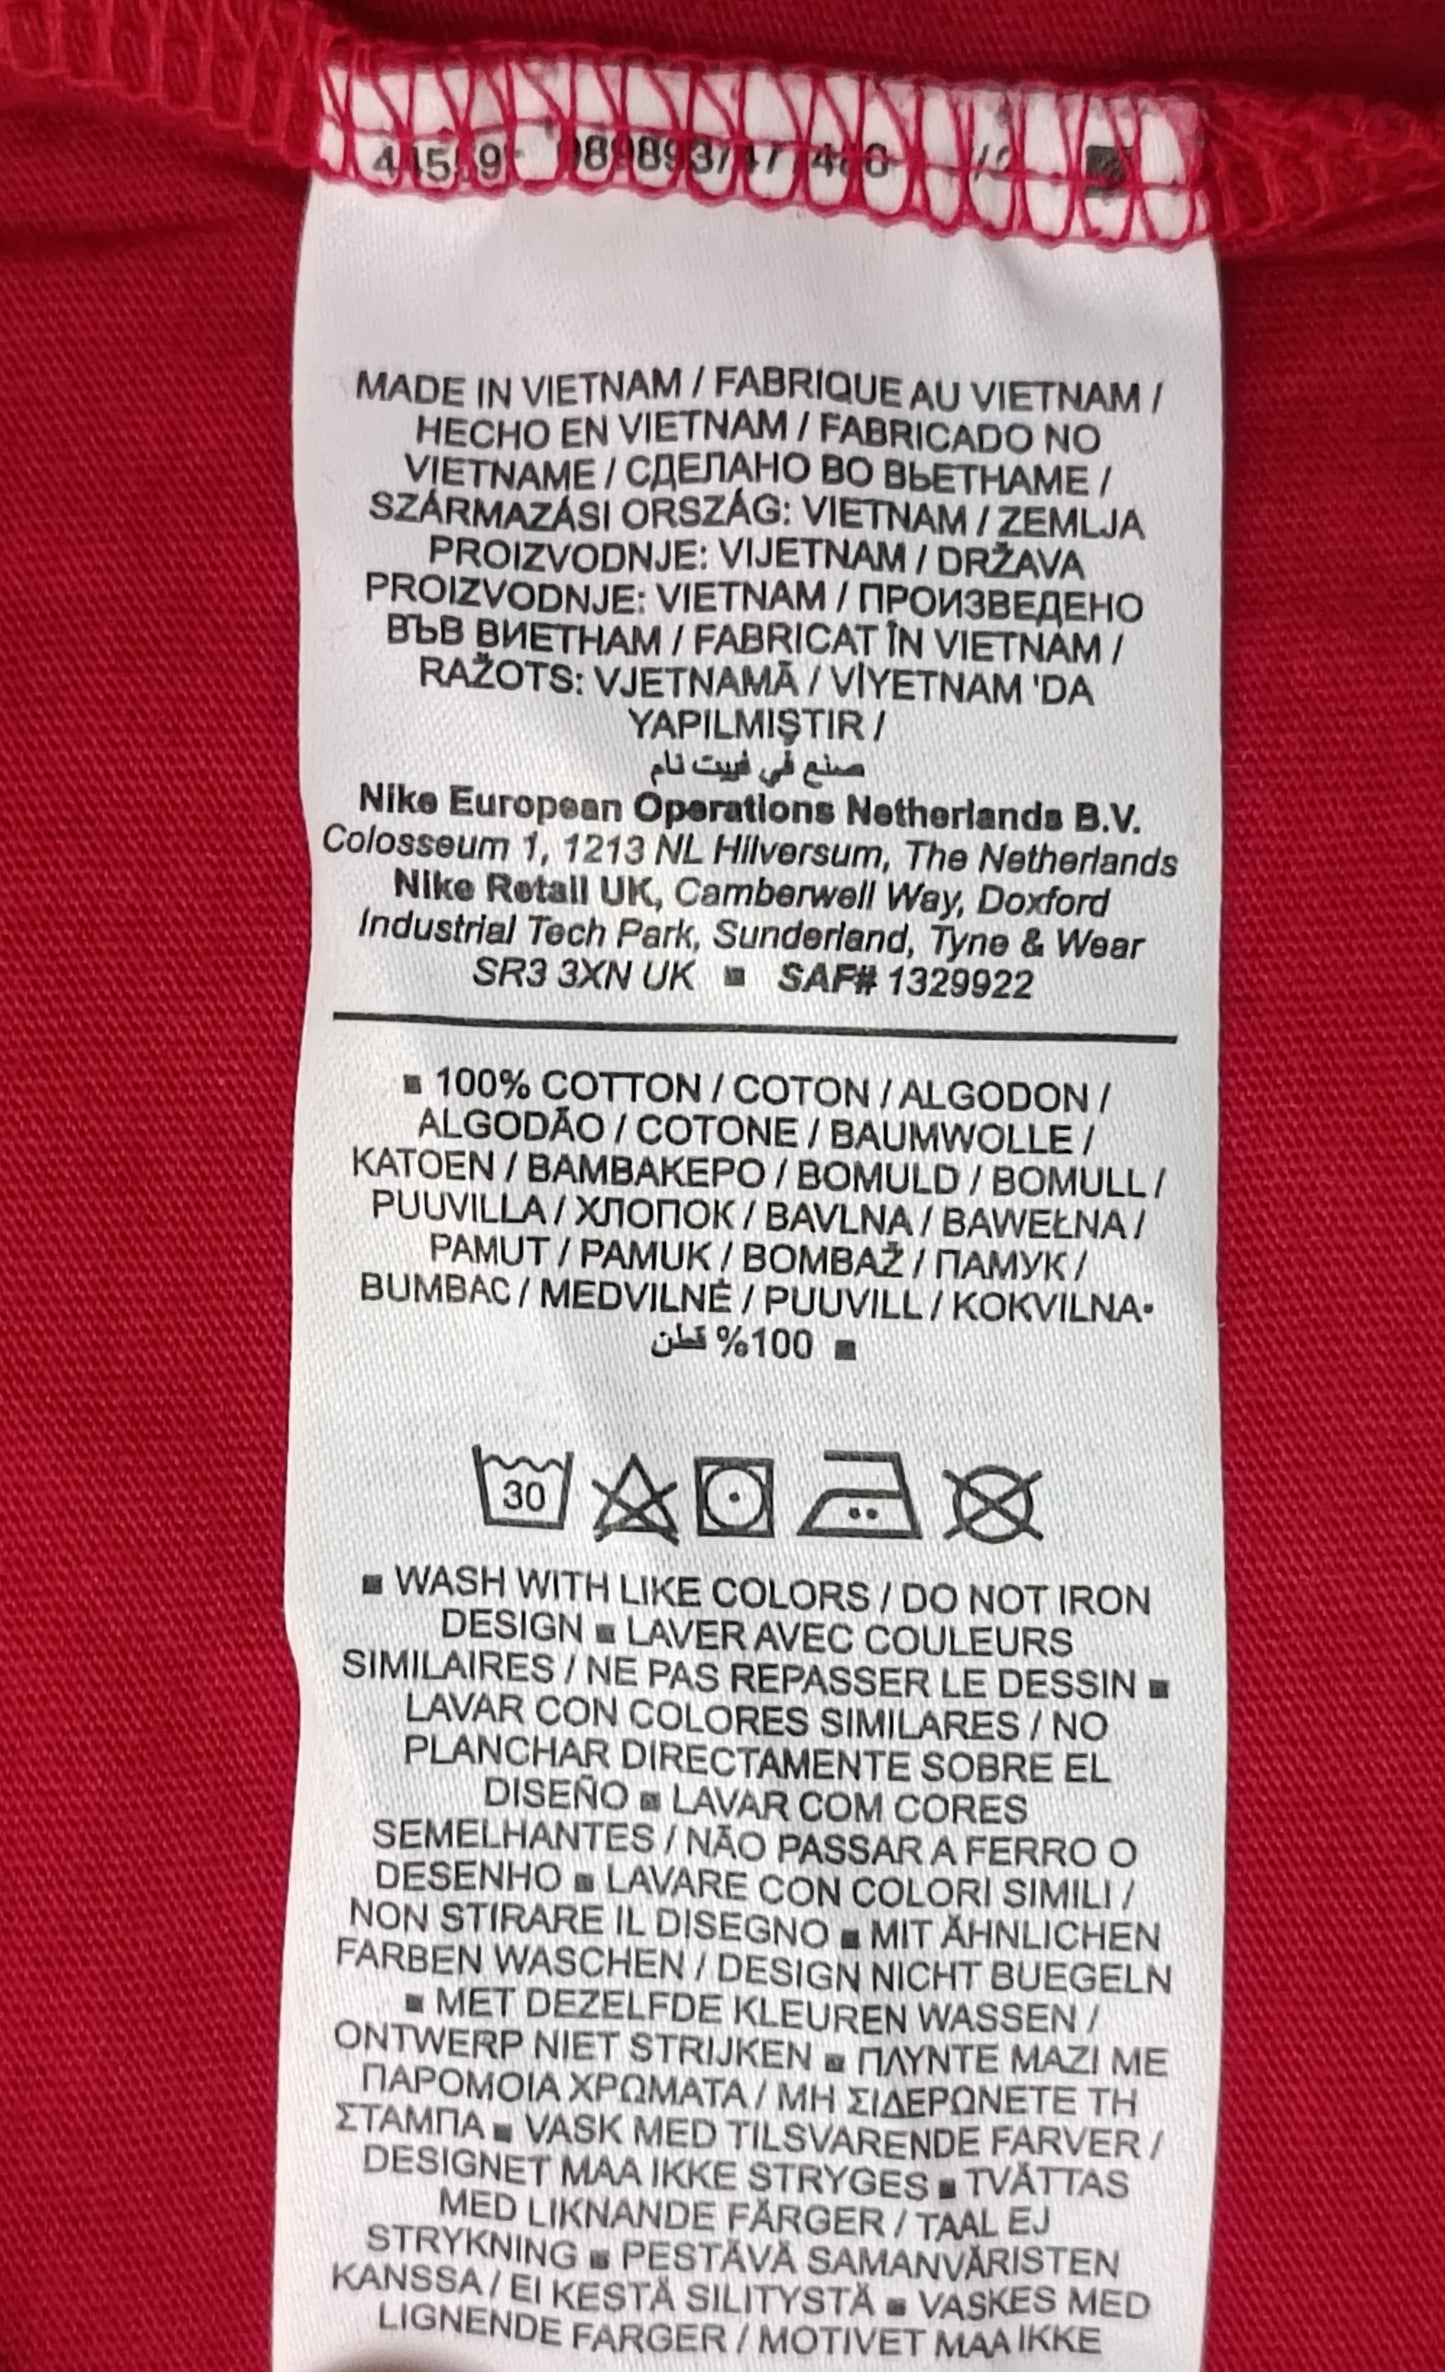 MADE IN VIETNAM / FABRIQUE AU VIETNAM /
HECHO EN VIETNAM / FABRICADO NO
VIETNAME / СДЕЛАНО ВО ВЬЕТНАМЕ /
SZÁRMAZÁSI ORSZÁG: VIETNAM / ZEMLJA
PROIZVODNJE: VIJETNAM / DRŽAVA
PROIZVODNJE: VIETNAM / ПРОИЗВЕДЕНО
ВЪВ ВИЕТНАМ / FABRICAT ÎN VIETNAM /
RAŽOTS: VJETNAMĀ / VİYETNAM 'DA
YAPILMIŞTIR /
صنع في فييت نام
Nike European Operations Netherlands B.V.
Colosseum 1, 1213 NL Hilversum, The Netherlands
Nike Retail UK, Camberwell Way, Doxford
Industrial Tech Park, Sunderland, Tyne & Wear
SR3 3XN UK ▪ SAF# 1329922
▪ 100% COTTON / COTON / ALGODON /
ALGODÃO / COTONE / BAUMWOLLE /
KATOEN / ΒΑΜΒΑΚΕΡΟ / BOMULD / BOMULL /
PUUVILLA / ХЛОПОК / BAVLNA / BAWEŁNA /
PAMUT / PAMUK / BOMBAŽ / ПАМУК /
BUMBAC / MEDVILNĖ / PUUVILL / KOKVILNA▪
100% قطن ▪
30
▪ WASH WITH LIKE COLORS / DO NOT IRON
DESIGN ▪ LAVER AVEC COULEURS
SIMILAIRES / NE PAS REPASSER LE DESSIN ▪
LAVAR CON COLORES SIMILARES / NO
PLANCHAR DIRECTAMENTE SOBRE EL
DISEÑO ▪ LAVAR COM CORES
SEMELHANTES / NÃO PASSAR A FERRO O
DESENHO ▪ LAVARE CON COLORI SIMILI /
NON STIRARE IL DISEGNO ▪ MIT ÄHNLICHEN
FARBEN WASCHEN / DESIGN NICHT BUEGELN
▪ MET DEZELFDE KLEUREN WASSEN /
ONTWERP NIET STRIJKEN ▪ ΠΛΥΝΤΕ ΜΑΖΙ ΜΕ
ΠΑΡΟΜΟΙΑ ΧΡΩΜΑΤΑ / ΜΗ ΣΙΔΕΡΩΝΕΤΕ ΤΗ
ΣΤΑΜΠΑ ▪ VASK MED TILSVARENDE FARVER /
DESIGNET MAA IKKE STRYGES ▪ TVÄTTAS
MED LIKNANDE FÄRGER / TAAL EJ
STRYKNING ▪ PESTÄVÄ SAMANVÄRISTEN
KANSSA / EI KESTÄ SILITYSTÄ ▪ VASKES MED
LIGNENDE FARGER / MOTIVET MAA IKKE